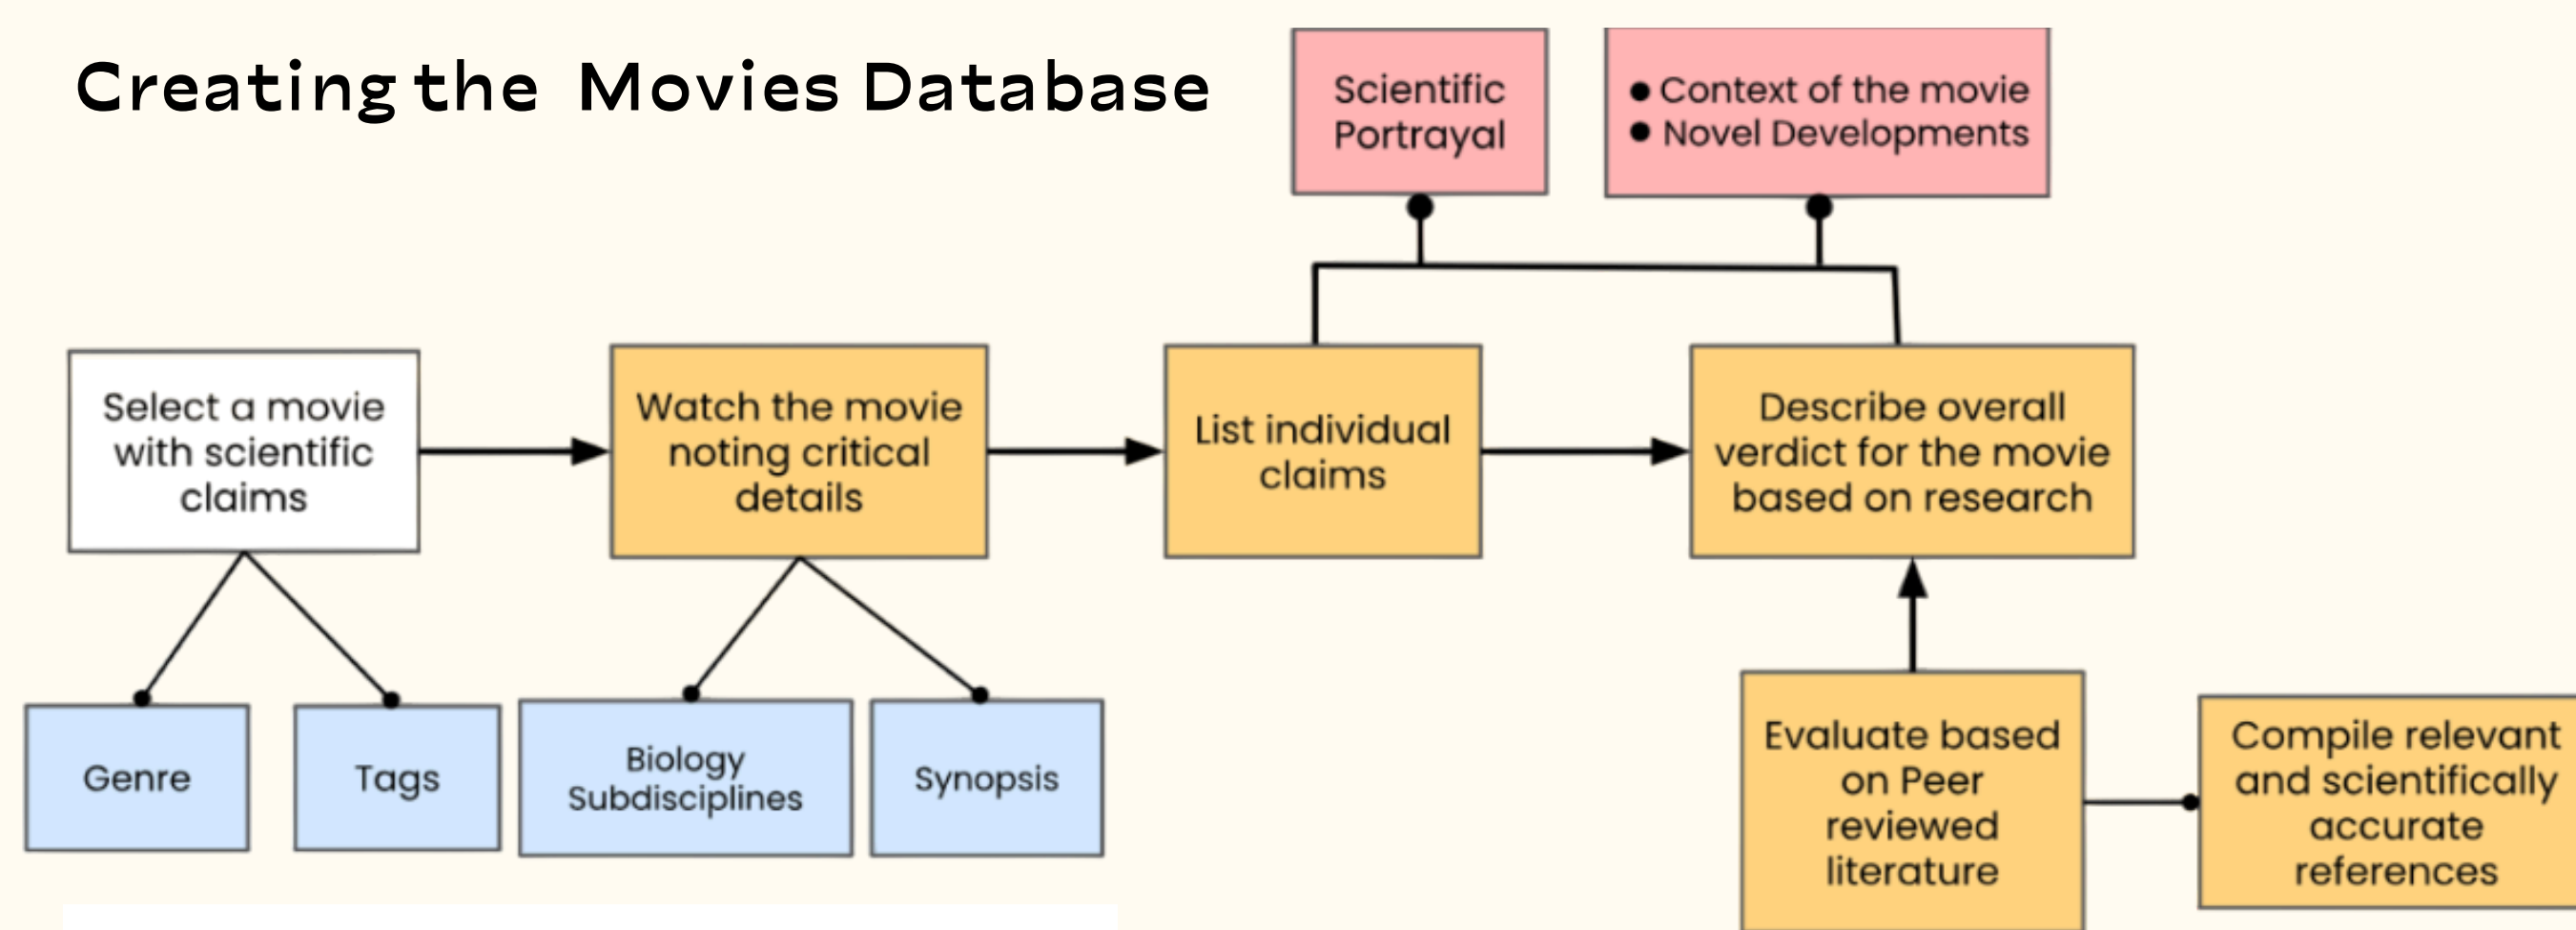 Creating the Movies Database
Scientific
Portrayal
● Context of the movie
● Novel Developments
Select a movie
with scientific
claims
Watch the movie
noting critical
details
List individual
claims
Describe overall
verdict for the movie
based on research
Genre
Tags
Biology
Subdisciplines
Synopsis
Evaluate based
on Peer
reviewed
literature
Compile relevant
and scientifically
accurate
references